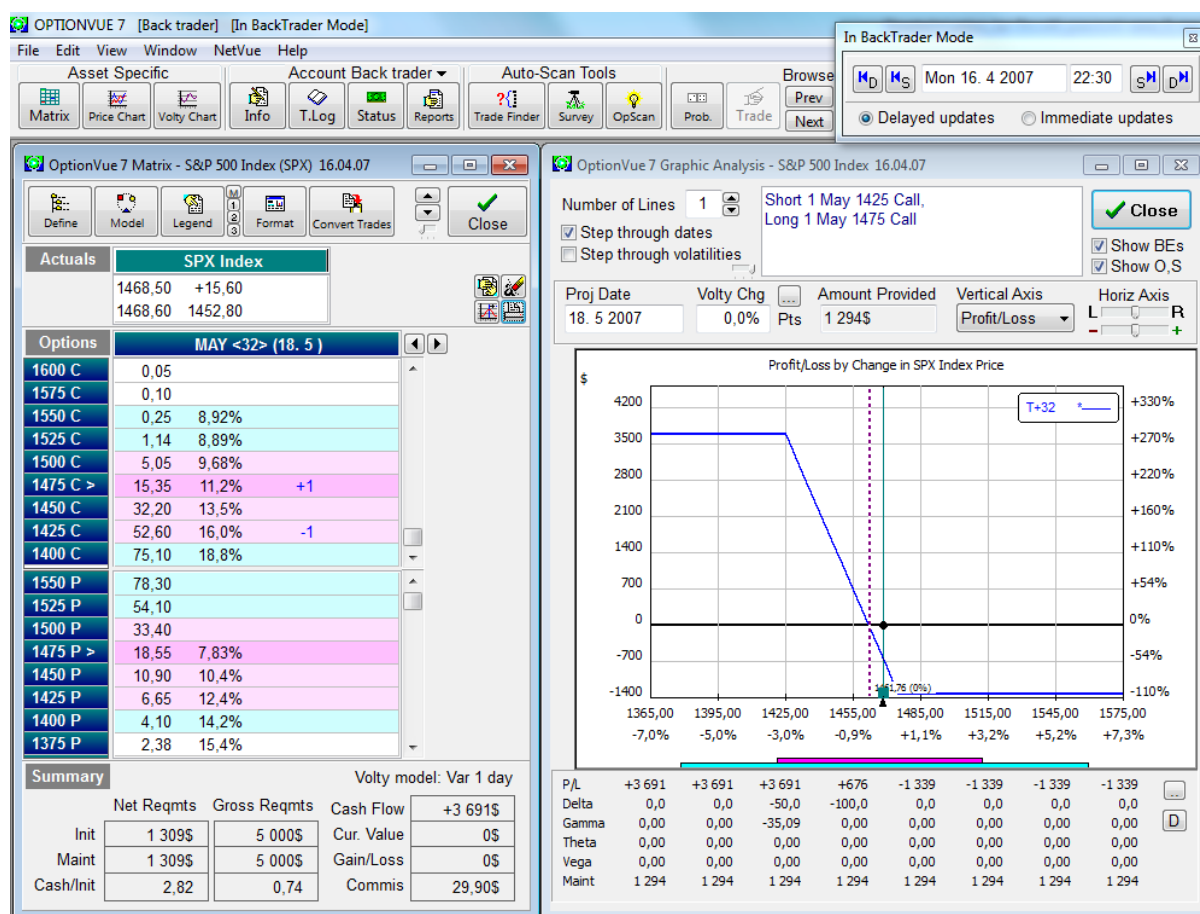 OPTIONVUE 7 [Back trader] [In BackTrader Mode]
File Edit View Window NetVue Help
Asset Specific Account Back trader Auto-Scan Tools Browse
Matrix Price Chart Volty Chart Info T.Log Status Reports Trade Finder Survey OpScan Prob. Trade Prev
Next
In BackTrader Mode
D S Mon 16. 4 2007 22:30 S D
Delayed updates Immediate updates
OptionVue 7 Matrix - S&P 500 Index (SPX) 16.04.07
Define Model Legend M 1 2 3 Format Convert Trades Close
Actuals SPX Index
1468,50 +15,60
1468,60 1452,80
Options MAY <32> (18. 5 )
1600 C 0,05
1575 C 0,10
1550 C 0,25 8,92%
1525 C 1,14 8,89%
1500 C 5,05 9,68%
1475 C > 15,35 11,2% +1
1450 C 32,20 13,5%
1425 C 52,60 16,0% -1
1400 C 75,10 18,8%
1550 P 78,30
1525 P 54,10
1500 P 33,40
1475 P > 18,55 7,83%
1450 P 10,90 10,4%
1425 P 6,65 12,4%
1400 P 4,10 14,2%
1375 P 2,38 15,4%
Summary Volty model: Var 1 day
Net Reqmts Gross Reqmts Cash Flow +3 691$
Init 1 309$ 5 000$ Cur. Value 0$
Maint 1 309$ 5 000$ Gain/Loss 0$
Cash/Init 2,82 0,74 Commis 29,90$
OptionVue 7 Graphic Analysis - S&P 500 Index 16.04.07
Number of Lines 1
Step through dates
Step through volatilities
Short 1 May 1425 Call,
Long 1 May 1475 Call
Close
Show BEs
Show O,S
Proj Date Volty Chg ... Amount Provided Vertical Axis Horiz Axis
18. 5 2007 0,0% Pts 1 294$ Profit/Loss L R
- +
Profit/Loss by Change in SPX Index Price
$
T+32 *
4200 +330%
3500 +270%
2800 +220%
2100 +160%
1400 +110%
700 +54%
0 0%
-700 -54%
-1400 -110%
1461,76 (0%)
1365,00 1395,00 1425,00 1455,00 1485,00 1515,00 1545,00 1575,00
-7,0% -5,0% -3,0% -0,9% +1,1% +3,2% +5,2% +7,3%
P/L +3 691 +3 691 +3 691 +676 -1 339 -1 339 -1 339 -1 339
Delta 0,0 0,0 -50,0 -100,0 0,0 0,0 0,0 0,0
Gamma 0,00 0,00 -35,09 0,00 0,00 0,00 0,00 0,00
Theta 0,00 0,00 0,00 0,00 0,00 0,00 0,00 0,00
Vega 0,00 0,00 0,00 0,00 0,00 0,00 0,00 0,00
Maint 1 294 1 294 1 294 1 294 1 294 1 294 1 294 1 294
...
D